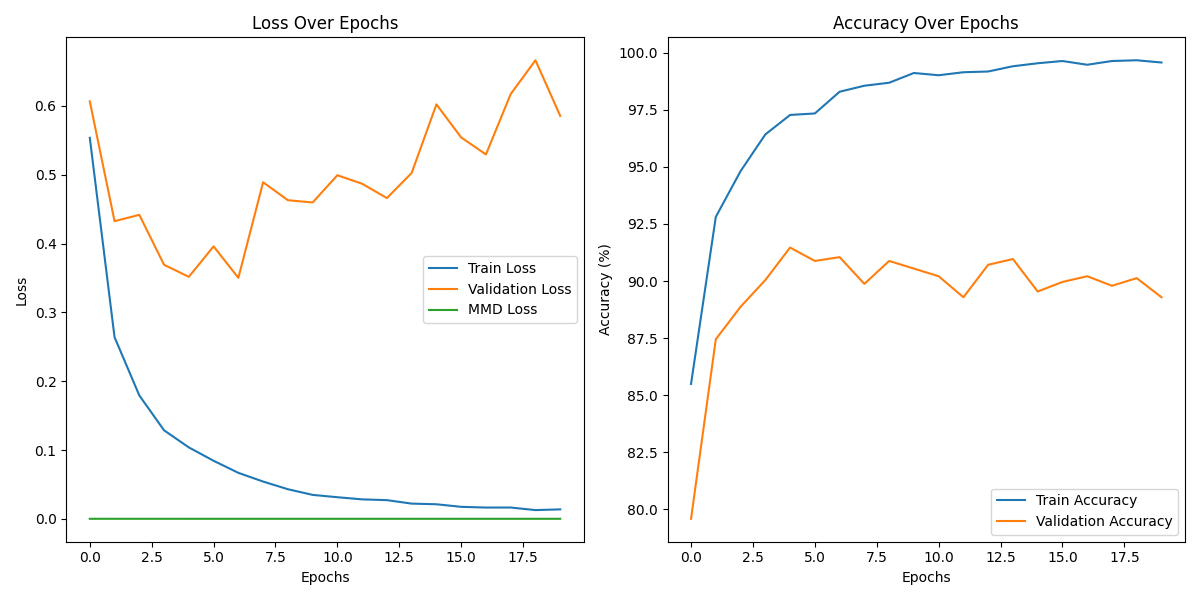 Loss Over Epochs
Loss
0.6
0.5
0.4
0.3
0.2
0.1
0.0
Train Loss
Validation Loss
MMD Loss
0.0 2.5 5.0 7.5 10.0 12.5 15.0 17.5
Epochs
Accuracy Over Epochs
Accuracy (%)
100.0
97.5
95.0
92.5
90.0
87.5
85.0
82.5
80.0
Train Accuracy
Validation Accuracy
0.0 2.5 5.0 7.5 10.0 12.5 15.0 17.5
Epochs